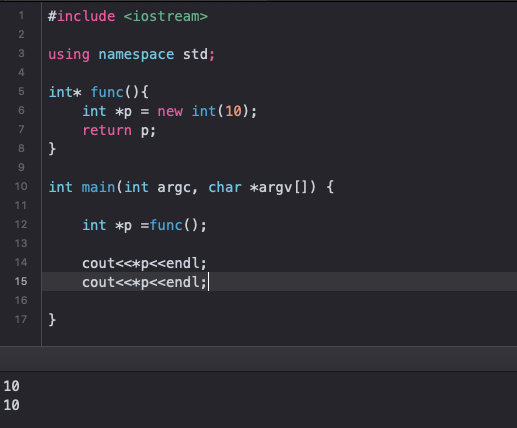 1 #include <iostream>
2
3 using namespace std;
4
5 int* func(){
6 int *p = new int(10);
7 return p;
8 }
9
10 int main(int argc, char *argv[]) {
11
12 int *p =func();
13
14 cout<<*p<<endl;
15 cout<<*p<<endl;
16
17 }
10
10